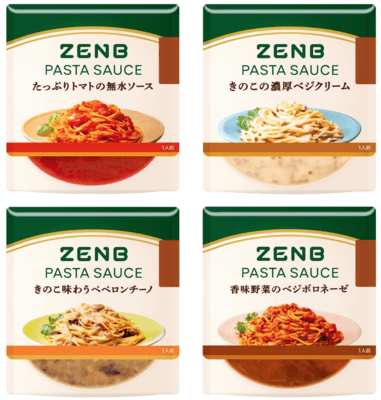 ZENB
PASTA SAUCE
たっぷりトマトの無水ソース
1人前
ZENB
PASTA SAUCE
きのこの濃厚ベジクリーム
1人前
ZENB
PASTA SAUCE
きのこ味わうペペロンチーノ
1人前
ZENB
PASTA SAUCE
香味野菜のベジボロネーゼ
1人前